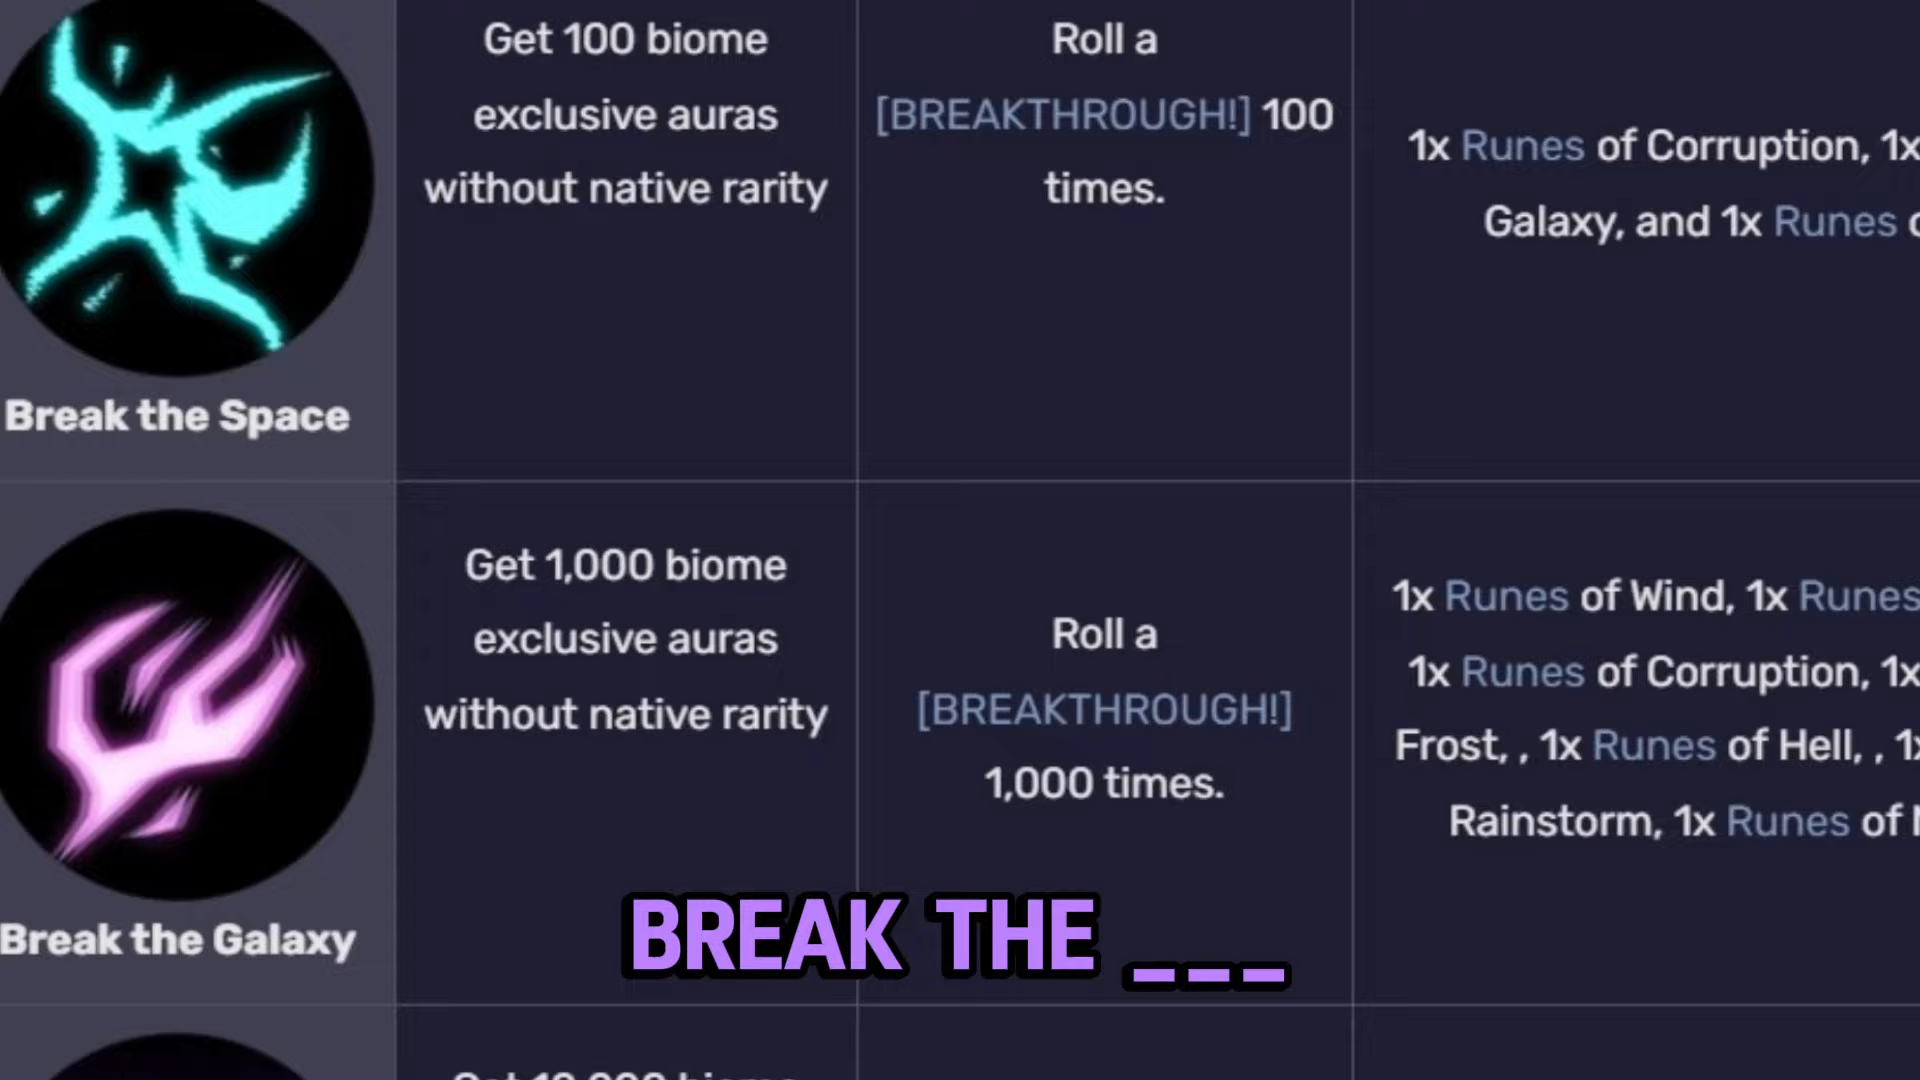 Get 100 biome
exclusive auras
without native rarity
Roll a
[BREAKTHROUGH!] 100
times.
1x Runes of Corruption, 1x
Galaxy, and 1x Runes
Break the Space
Get 1,000 biome
exclusive auras
without native rarity
Roll a
[BREAKTHROUGH!]
1,000 times.
1x Runes of Wind, 1x Runes
1x Runes of Corruption, 1x
Frost, , 1x Runes of Hell, , 1x
Rainstorm, 1x Runes of
Break the Galaxy
BREAK THE _ _ _